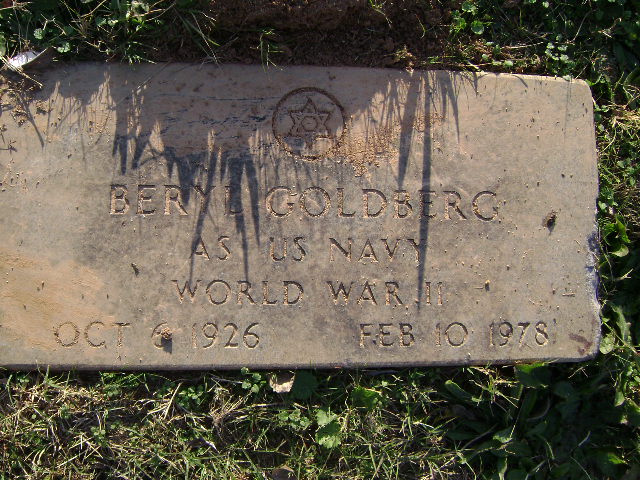 BERYL GOLDBERG
AS US NAVY
WORLD WAR II
OCT 6 1926 FEB 10 1978